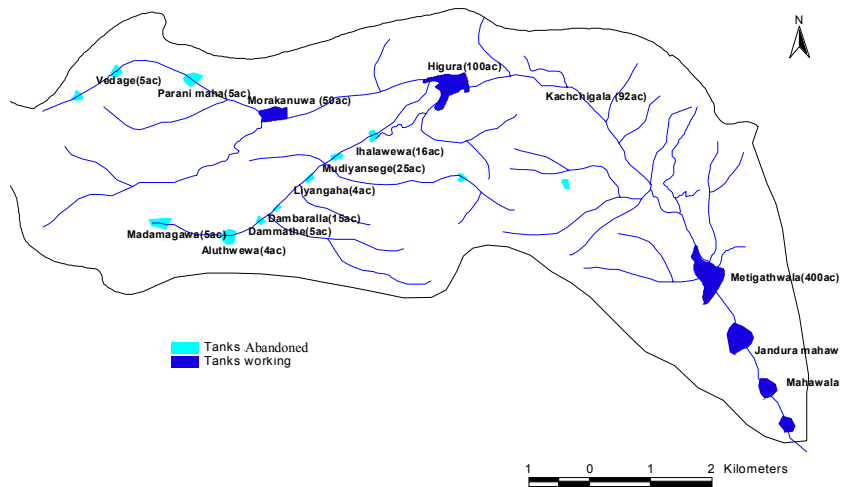 N
Higura(100ac)
Vedage(5ac)
Parani maha(5ac)
Morakanuwa (50ac)
Kachchigala (92ac)
Ihalawewa (16ac)
Mudiyansege(25ac)
Liyangaha(4ac)
Dambaralla(15ac)
Madamagawa(5ac)
Dammathe(5ac)
Aluthwewa(4ac)
Metigathwala(400ac)
Tanks Abandoned
Tanks working
Jandura mahaw
Mahawala
1 0 1 2 Kilometers